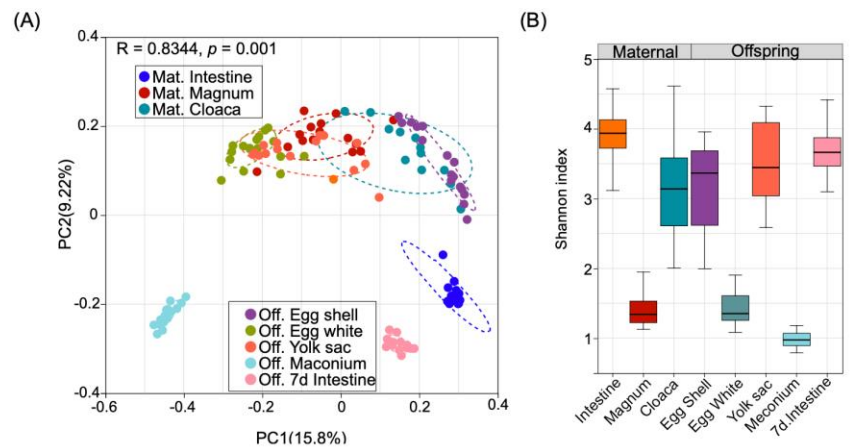 (A)
R = 0.8344, p = 0.001
Mat. Intestine
Mat. Magnum
Mat. Cloaca
Off. Egg shell
Off. Egg white
Off. Yolk sac
Off. Maconium
Off. 7d Intestine
PC2(9.22%)
0.4
0.2
0
-0.2
-0.4
-0.6
-0.4
-0.2
0
0.2
0.4
PC1(15.8%)
(B)
Maternal
Offspring
Shannon index
5
4
3
2
1
Intestine
Magnum
Cloaca
Egg Shell
Egg White
Yolk sac
Meconium
7d.Intestine